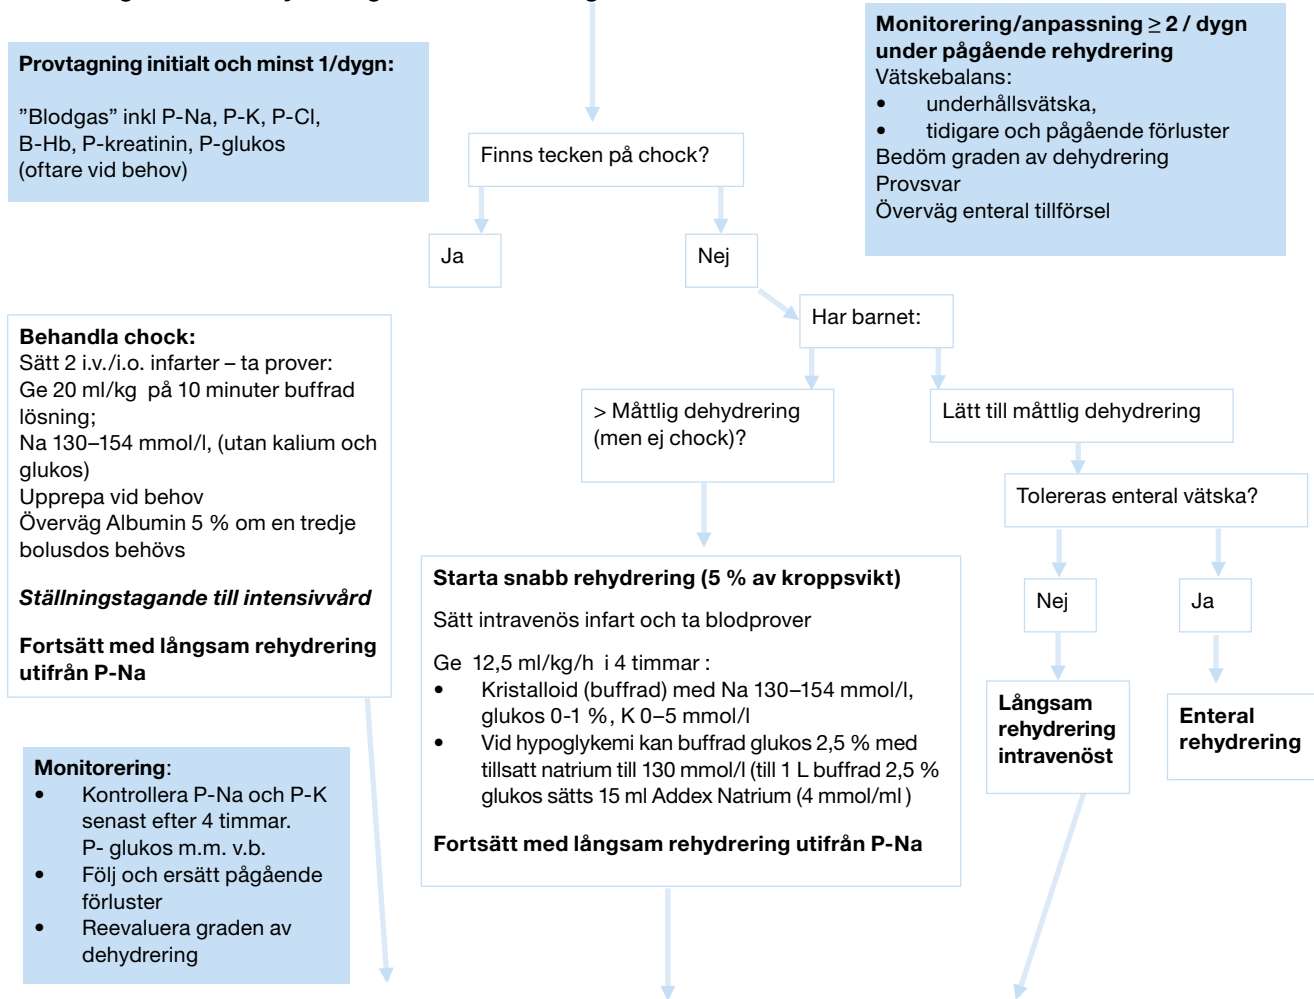 Monitorering/anpassning ≥ 2 / dygn
under pågående rehydrering
Vätskebalans:
• underhållsvätska,
• tidigare och pågående förluster
Bedöm graden av dehydrering
Provsvar
Överväg enteral tillförsel
Provtagning initialt och minst 1/dygn:
”Blodgas” inkl P-Na, P-K, P-Cl,
B-Hb, P-kreatinin, P-glukos
(oftare vid behov)
Finns tecken på chock?
Ja
Nej
Har barnet:
Behandla chock:
Sätt 2 i.v./i.o. infarter – ta prover:
Ge 20 ml/kg på 10 minuter buffrad
lösning;
Na 130–154 mmol/l, (utan kalium och
glukos)
Upprepa vid behov
Överväg Albumin 5 % om en tredje
bolusdos behövs
Ställningstagande till intensivvård
Fortsätt med långsam rehydrering
utifrån P-Na
> Måttlig dehydrering
(men ej chock)?
Lätt till måttlig dehydrering
Tolereras enteral vätska?
Nej
Ja
Starta snabb rehydrering (5 % av kroppsvikt)
Sätt intravenös infart och ta blodprover
Ge 12,5 ml/kg/h i 4 timmar :
• Kristalloid (buffrad) med Na 130–154 mmol/l,
glukos 0-1 %, K 0–5 mmol/l
• Vid hypoglykemi kan buffrad glukos 2,5 % med
tillsatt natrium till 130 mmol/l (till 1 L buffrad 2,5 %
glukos sätts 15 ml Addex Natrium (4 mmol/ml )
Fortsätt med långsam rehydrering utifrån P-Na
Långsam
rehydrering
intravenöst
Enteral
rehydrering
Monitorering:
• Kontrollera P-Na och P-K
senast efter 4 timmar.
P- glukos m.m. v.b.
• Följ och ersätt pågående
förluster
• Reevaluera graden av
dehydrering